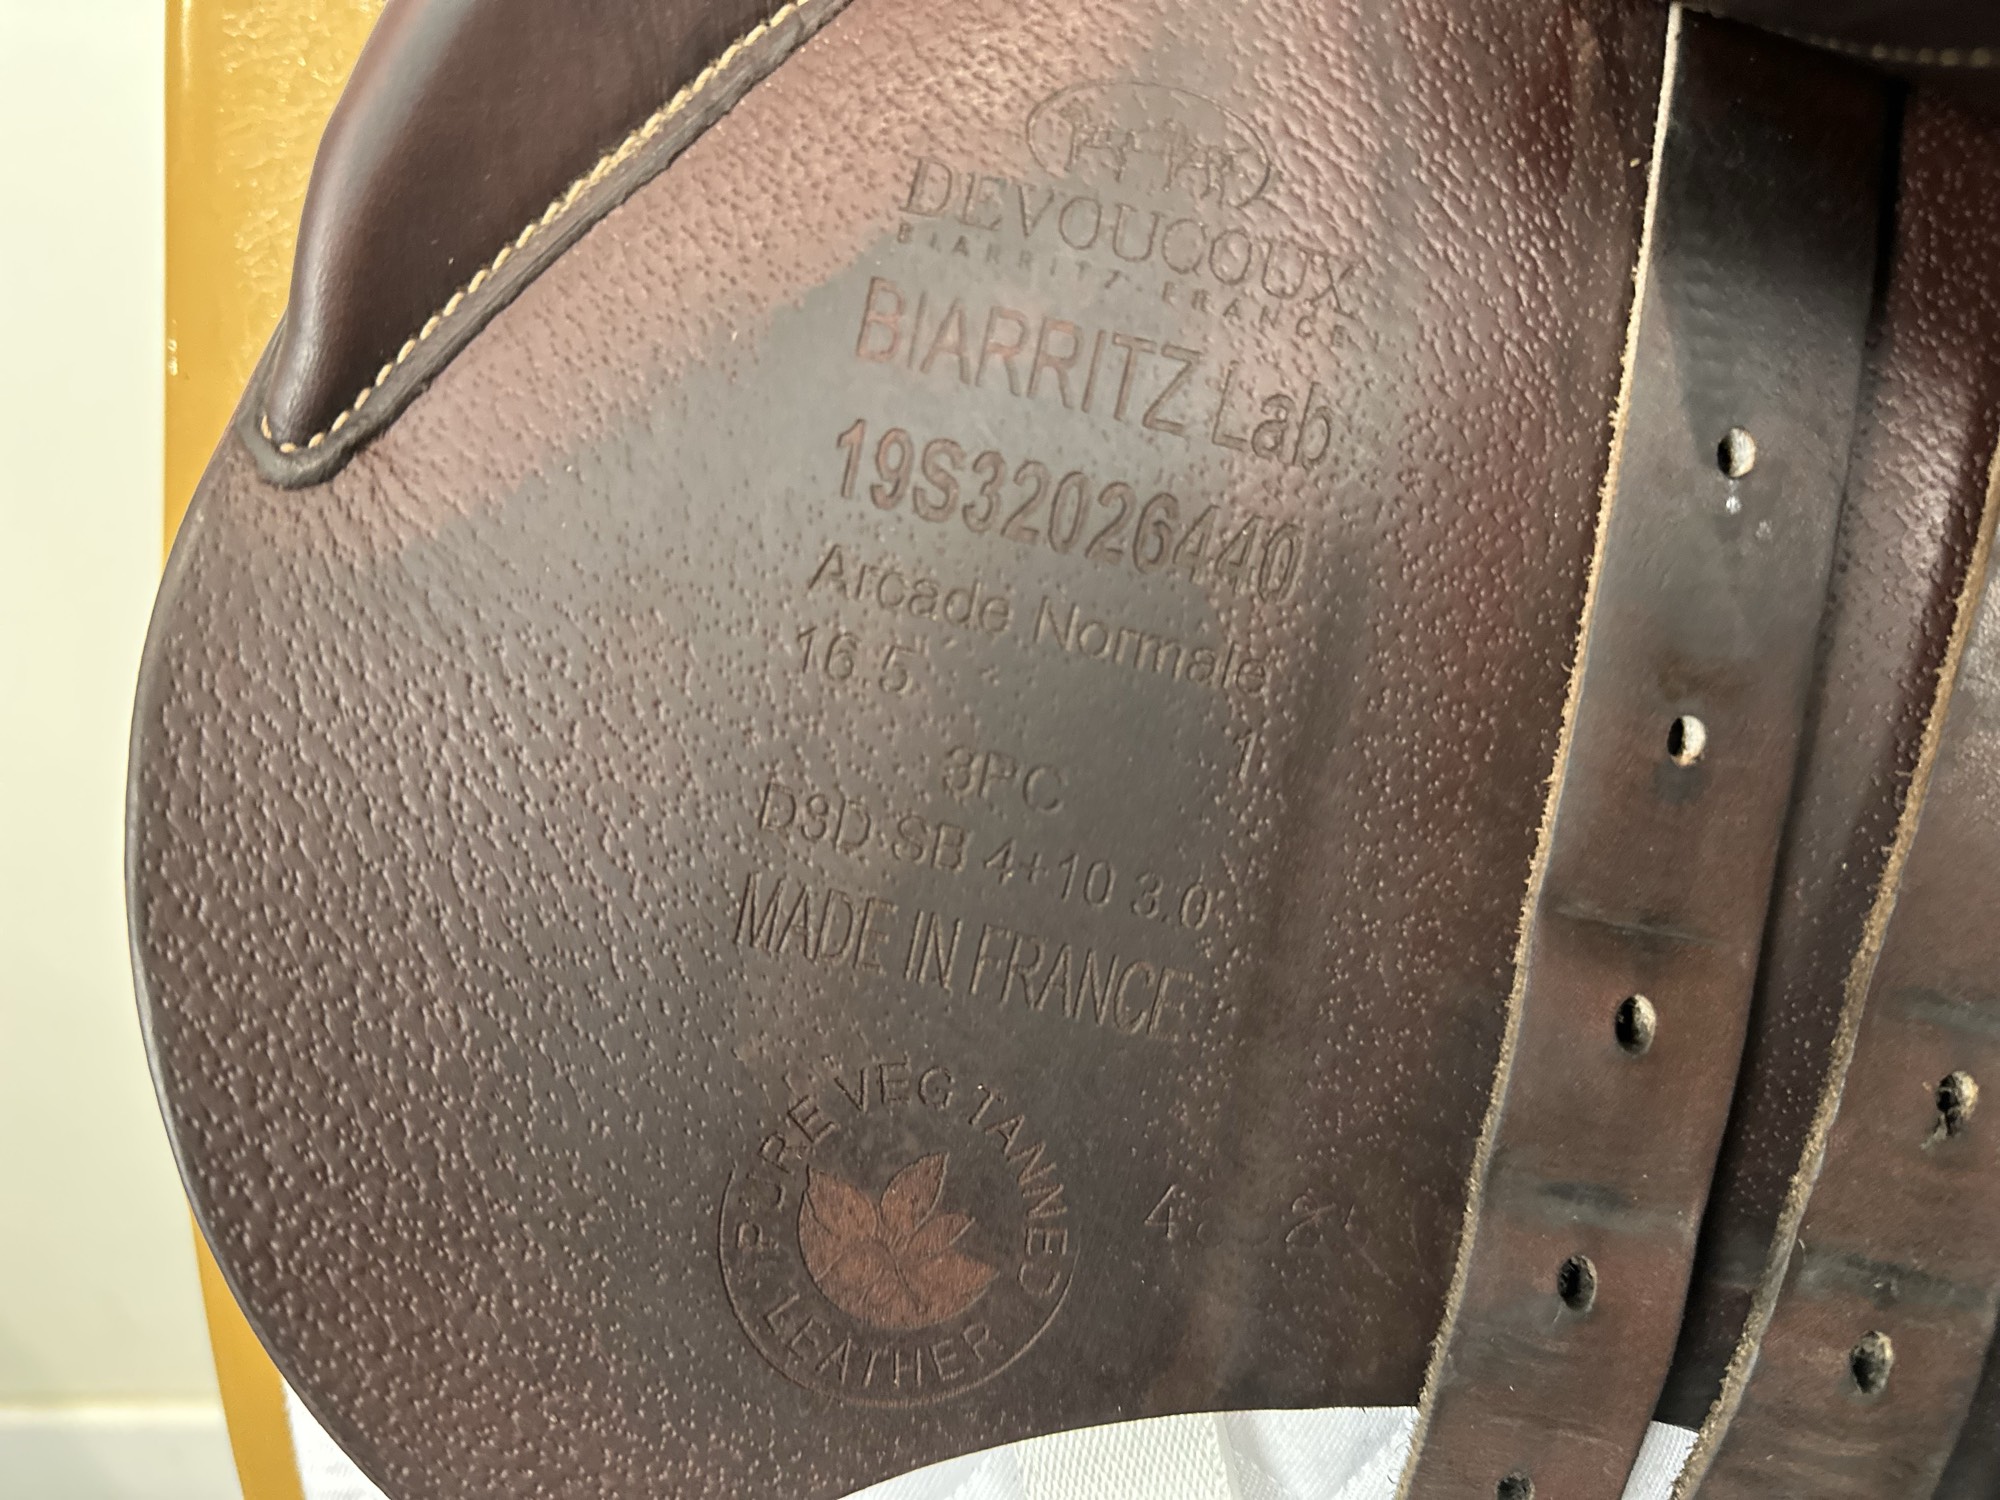 DEVOUCOUX
BIARRITZ-FRANCE
BIARRITZ Lab
19S32026440
Arcade Normale
16.5 1
3PC
D3D SB 4+10 3.0
MADE IN FRANCE
PURE VEG TANNED
LEATHER